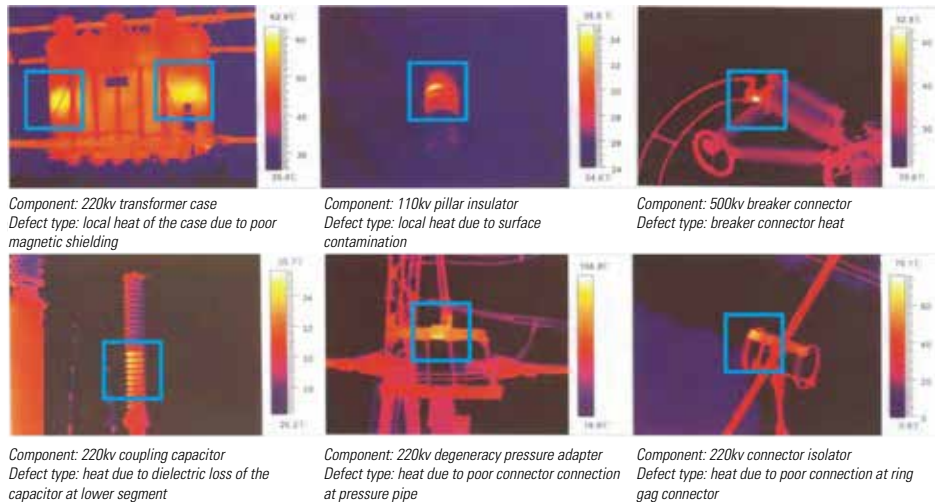 Component: 220kv transformer case
Defect type: local heat of the case due to poor
magnetic shielding
Component: 110kv pillar insulator
Defect type: local heat due to surface
contamination
Component: 500kv breaker connector
Defect type: breaker connector heat
Component: 220kv coupling capacitor
Defect type: heat due to dielectric loss of the
capacitor at lower segment
Component: 220kv degeneracy pressure adapter
Defect type: heat due to poor connector connection
at pressure pipe
Component: 220kv connector isolator
Defect type: heat due to poor connection at ring
gag connector